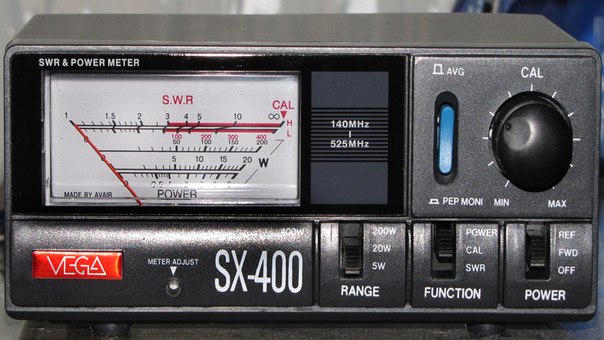 SWR & POWER METER
S.W.R
CAL
1 1.5 2 3 4 5 10 ∞
H
L
100 200 300 400
50 100 150 200
W
5 10 15 20
POWER
MADE BY AVAIR
140MHz
525MHz
AVG
PEP MONI
CAL
MIN
MAX
VEGA
METER ADJUST
SX-400
400W
200W
20W
5W
RANGE
POWER
CAL
SWR
FUNCTION
REF
FWD
OFF
POWER